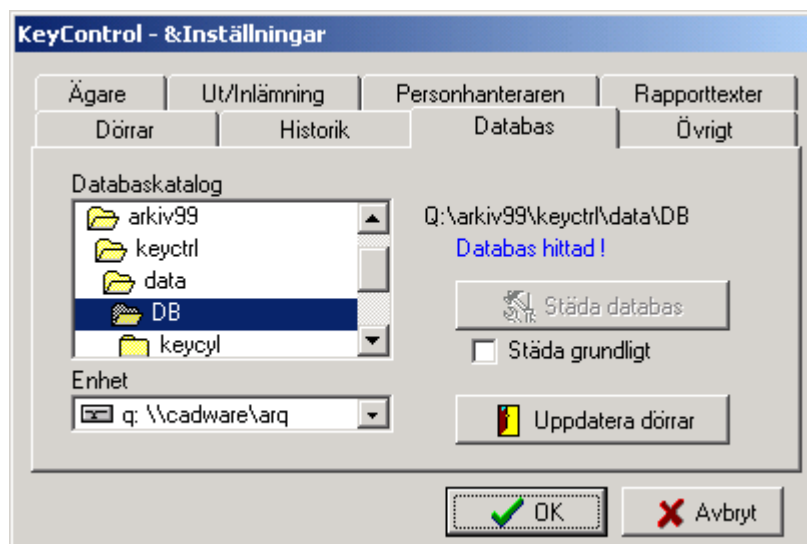 KeyControl - &Inställningar
Ägare
Ut/Inlämning
Personhanteraren
Rapporttexter
Dörrar
Historik
Databas
Övrigt
Databaskatalog
arkiv99
keyctrl
data
DB
keycyl
Enhet
q: \\cadware\arq
Q:\arkiv99\keyctrl\data\DB
Databas hittad !
Städa databas
Städa grundligt
Uppdatera dörrar
OK
Avbryt